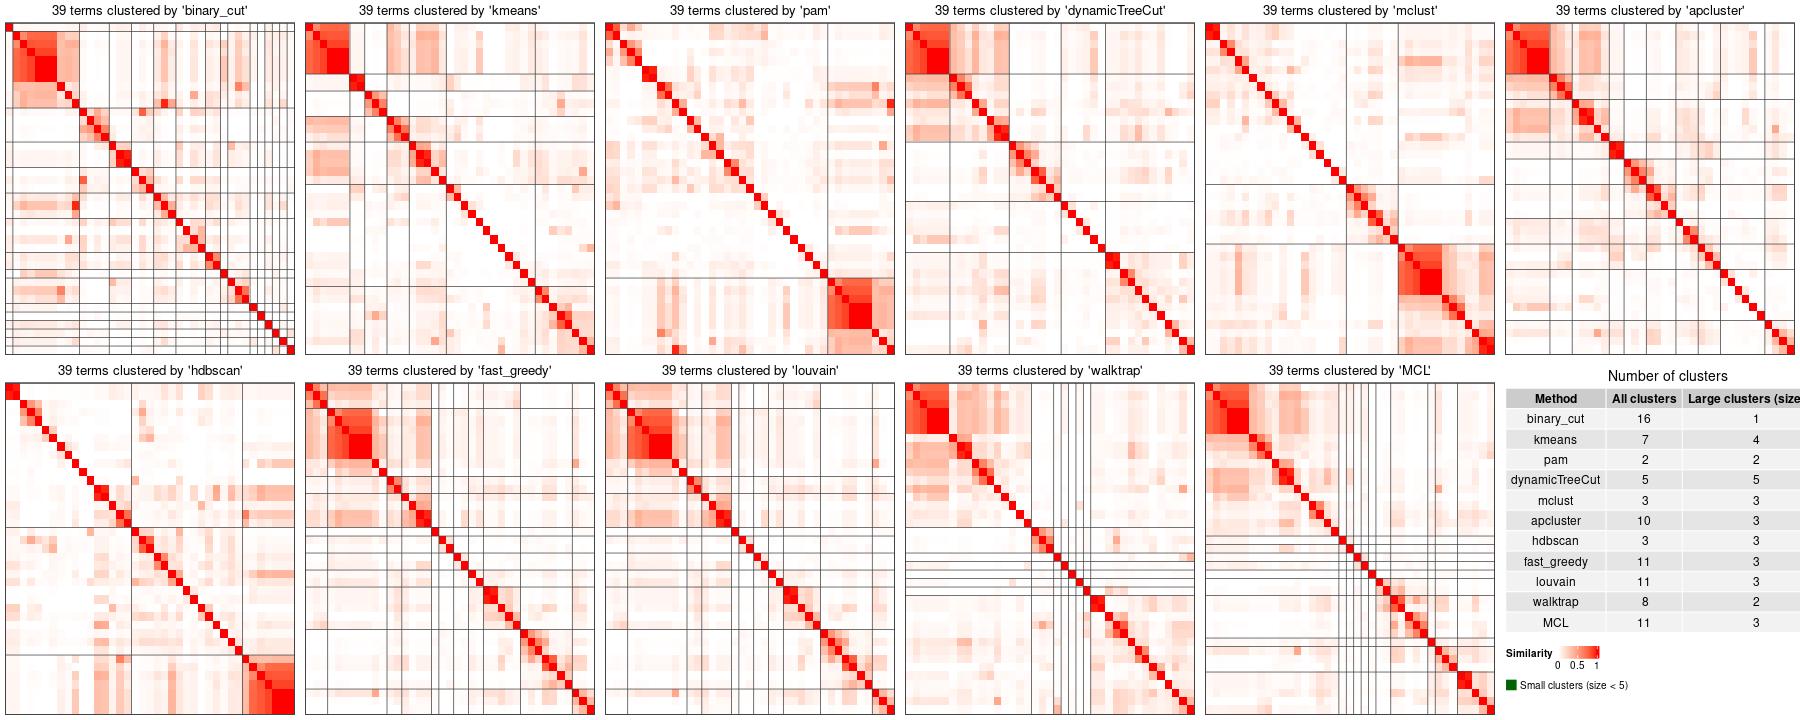 39 terms clustered by 'binary_cut'
39 terms clustered by 'kmeans'
39 terms clustered by 'pam'
39 terms clustered by 'dynamicTreeCut'
39 terms clustered by 'mclust'
39 terms clustered by 'apcluster'
39 terms clustered by 'hdbscan'
39 terms clustered by 'fast_greedy'
39 terms clustered by 'louvain'
39 terms clustered by 'walktrap'
39 terms clustered by 'MCL'
Number of clusters
Method All clusters Large clusters (size
binary_cut 16 1
kmeans 7 4
pam 2 2
dynamicTreeCut 5 5
mclust 3 3
apcluster 10 3
hdbscan 3 3
fast_greedy 11 3
louvain 11 3
walktrap 8 2
MCL 11 3
Similarity
0 0.5 1
Small clusters (size < 5)